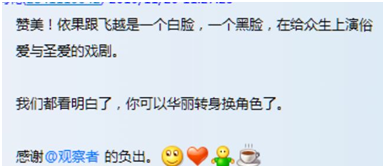 赞美！依果跟飞越是一个白脸，一个黑脸，在给众生上演俗
爱与圣爱的戏剧。
我们都看明白了，你可以华丽转身换角色了。
感谢@观察者 的负出。